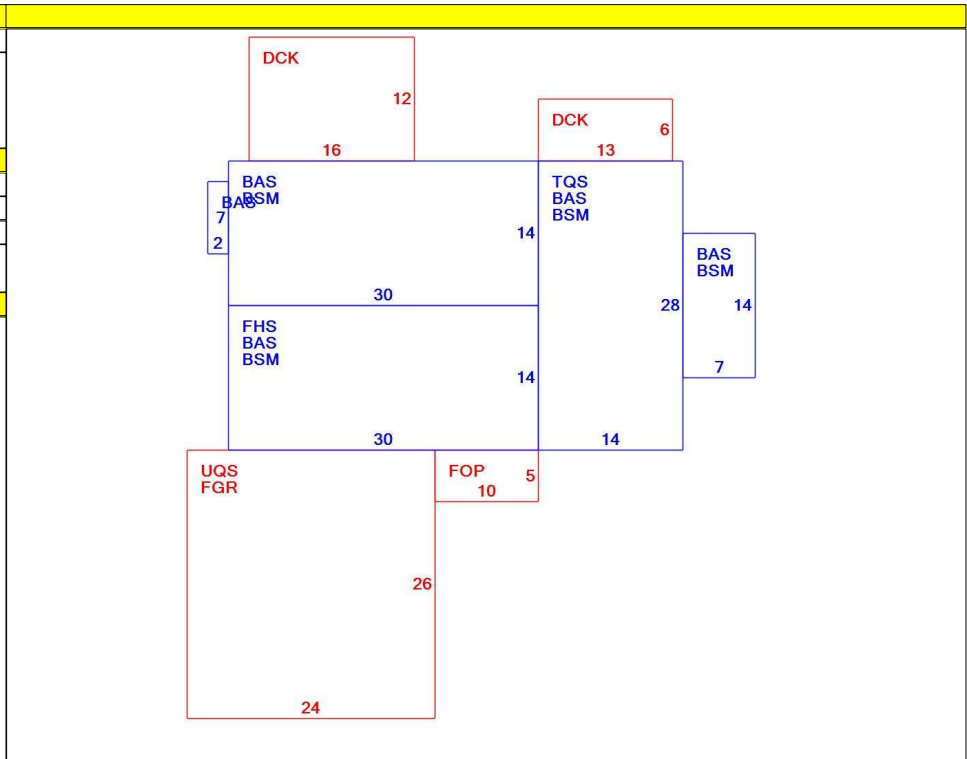 DCK
12
16
DCK
6
13
BAS
BSM
14
30
BAS
7
2
TQS
BAS
BSM
28
14
BAS
BSM
14
7
FHS
BAS
BSM
14
30
UQS
FGR
26
24
FOP
5
10